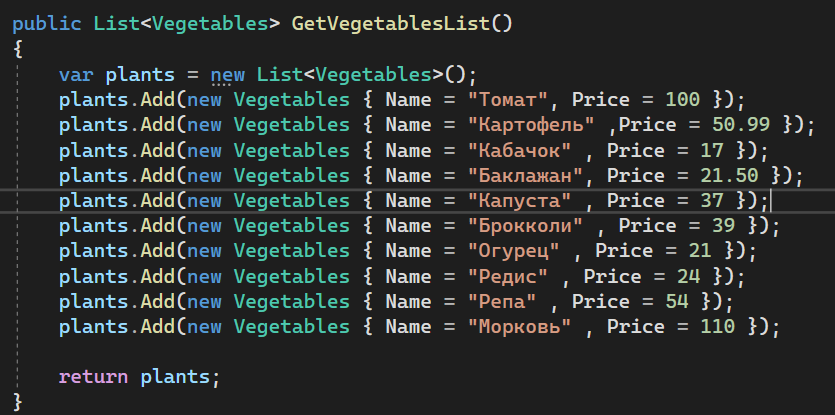 public List<Vegetables> GetVegetablesList()
{
    var plants = new List<Vegetables>();
    plants.Add(new Vegetables { Name = "Томат", Price = 100 });
    plants.Add(new Vegetables { Name = "Картофель" ,Price = 50.99 });
    plants.Add(new Vegetables { Name = "Кабачок" , Price = 17 });
    plants.Add(new Vegetables { Name = "Баклажан", Price = 21.50 });
    plants.Add(new Vegetables { Name = "Капуста" , Price = 37 });
    plants.Add(new Vegetables { Name = "Брокколи" , Price = 39 });
    plants.Add(new Vegetables { Name = "Огурец" , Price = 21 });
    plants.Add(new Vegetables { Name = "Редис" , Price = 24 });
    plants.Add(new Vegetables { Name = "Репа" , Price = 54 });
    plants.Add(new Vegetables { Name = "Морковь" , Price = 110 });

    return plants;
}